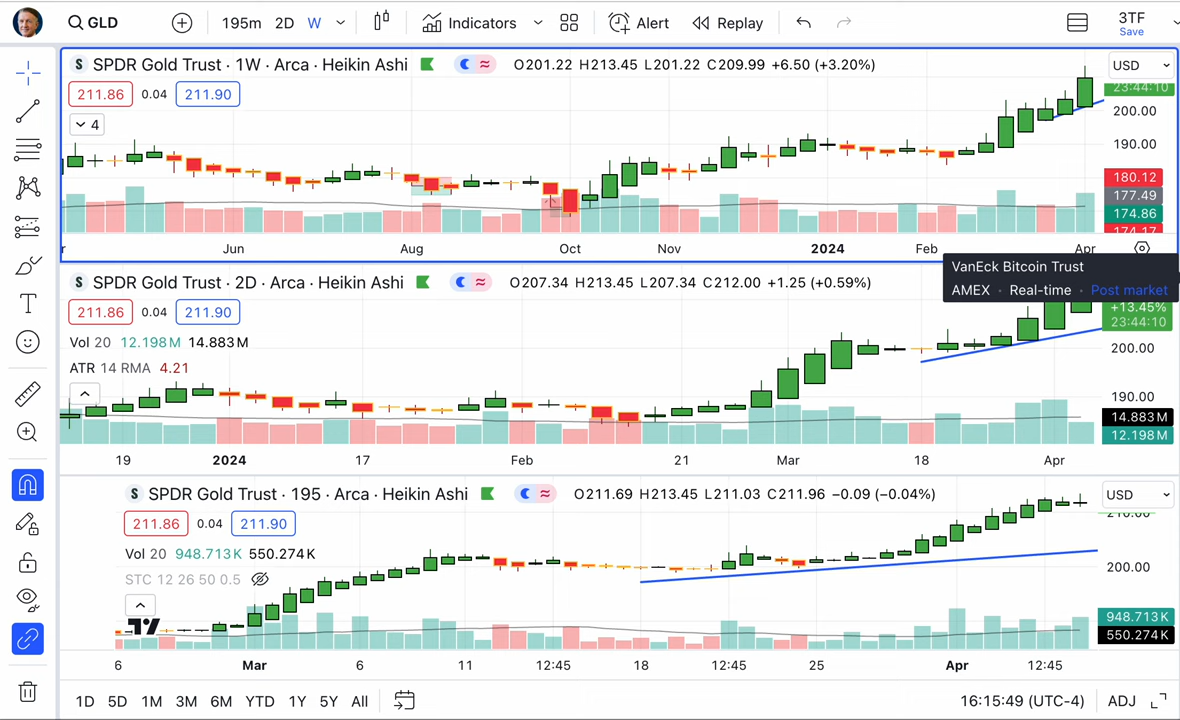 GLD 195m 2D W Indicators Alert Replay 3TF
Save
S SPDR Gold Trust · 1W · Arca · Heikin Ashi O201.22 H213.45 L201.22 C209.99 +6.50 (+3.20%) USD
211.86 0.04 211.90
23:44:10
4
200.00
190.00
180.12
177.49
174.86
174.17
Jun Aug Oct Nov 2024 Feb Apr
VanEck Bitcoin Trust
AMEX · Real-time · Post market
S SPDR Gold Trust · 2D · Arca · Heikin Ashi O207.34 H213.45 L207.34 C212.00 +1.25 (+0.59%)
211.86 0.04 211.90
+13.45%
23:44:10
Vol 20 12.198M 14.883M
200.00
ATR 14 RMA 4.21
190.00
14.883M
12.198M
19 2024 17 Feb 21 Mar 18 Apr
S SPDR Gold Trust · 195 · Arca · Heikin Ashi O211.69 H213.45 L211.03 C211.96 −0.09 (−0.04%) USD
210.00
211.86 0.04 211.90
Vol 20 948.713K 550.274K
200.00
STC 12 26 50 0.5
948.713K
550.274K
6 Mar 6 11 12:45 18 12:45 25 Apr 12:45
1D 5D 1M 3M 6M YTD 1Y 5Y All 16:15:49 (UTC-4) ADJ